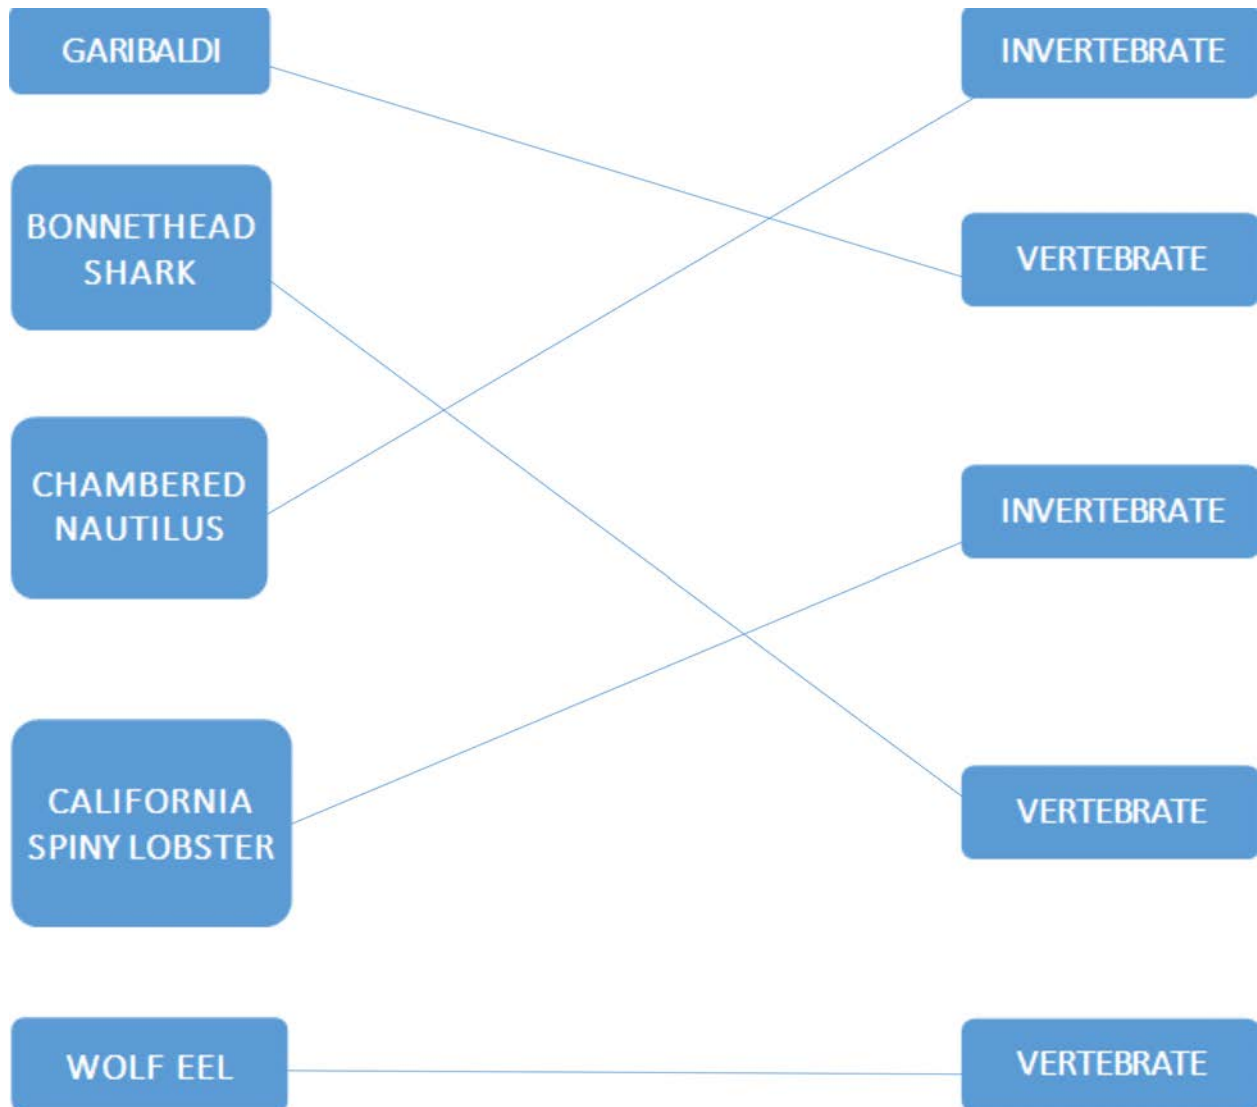 GARIBALDI
INVERTEBRATE
BONNETHEAD
SHARK
VERTEBRATE
CHAMBERED
NAUTILUS
INVERTEBRATE
CALIFORNIA
SPINY LOBSTER
VERTEBRATE
WOLF EEL
VERTEBRATE